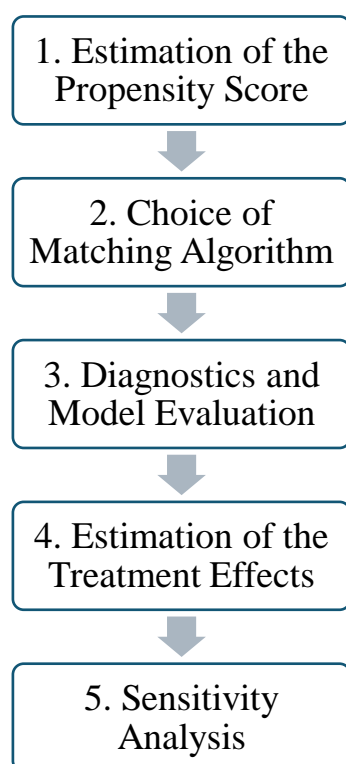 1. Estimation of the
Propensity Score
2. Choice of
Matching Algorithm
3. Diagnostics and
Model Evaluation
4. Estimation of the
Treatment Effects
5. Sensitivity
Analysis